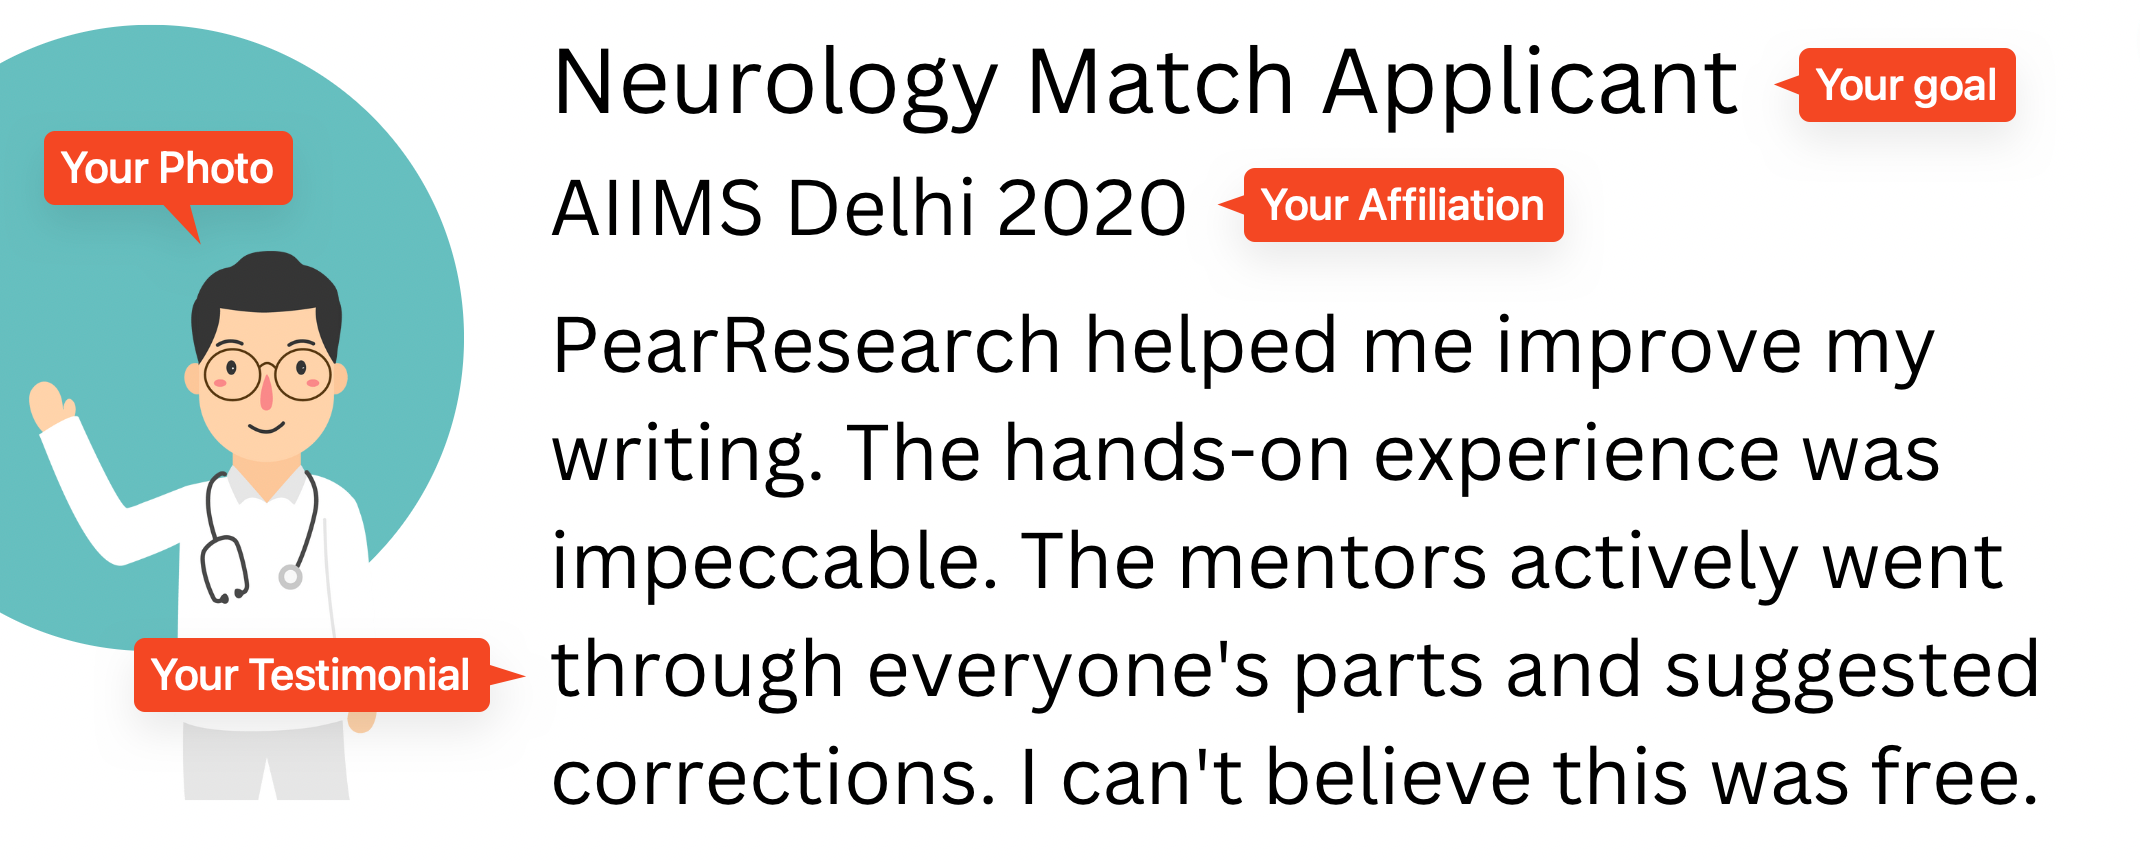 Neurology Match Applicant
Your goal
Your Photo
AIIMS Delhi 2020
Your Affiliation
PearResearch helped me improve my
writing. The hands-on experience was
impeccable. The mentors actively went
through everyone's parts and suggested
corrections. I can't believe this was free.
Your Testimonial